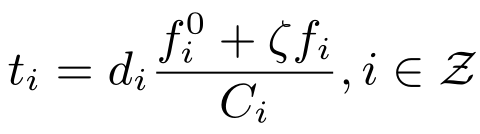 $t_i = d_i \frac{f_i^0 + \zeta f_i}{C_i}, i \in \mathcal{Z}$